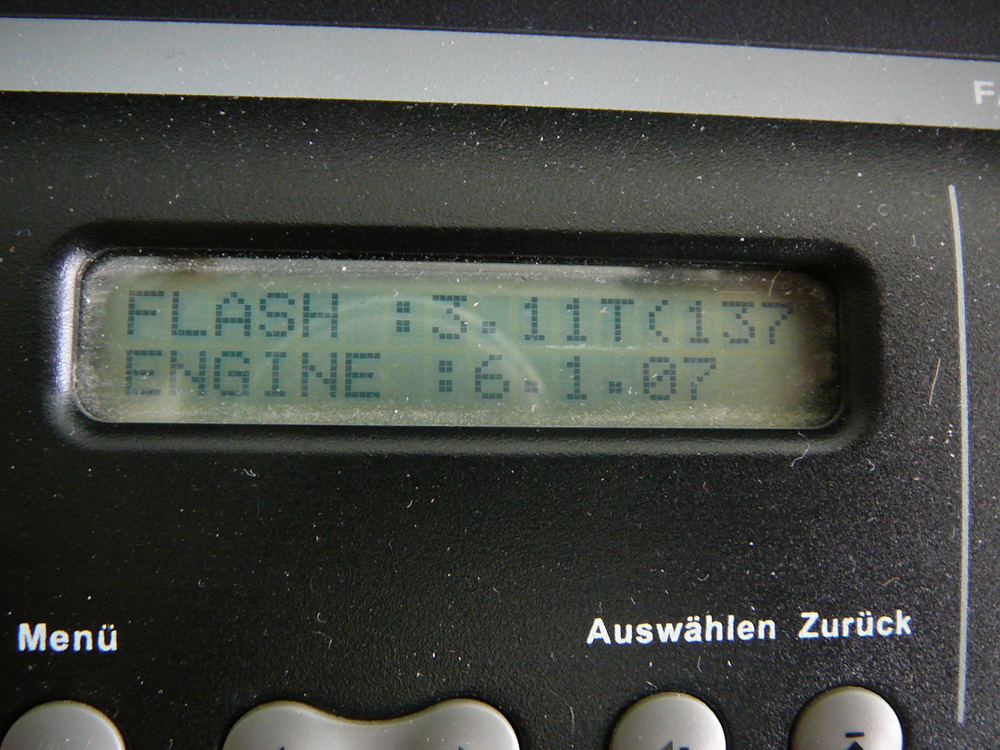 FLASH :3.11T(137
ENGINE :6.1.07
Menü
Auswählen Zurück